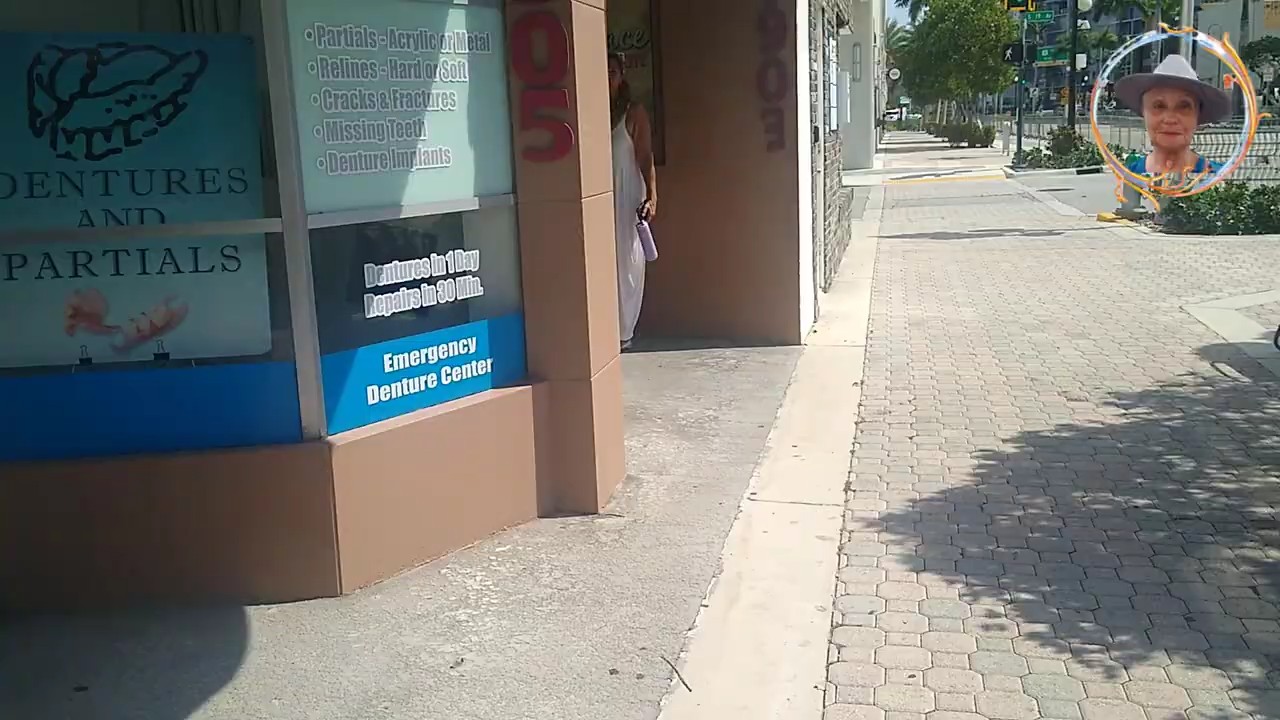 DENTURES
AND
PARTIALS
•Partials - Acrylic or Metal
•Relines - Hard or Soft
•Cracks & Fractures
•Missing Teeth
•Denture Implants
Dentures in 1 Day
Repairs in 30 Min.
Emergency
Denture Center
05